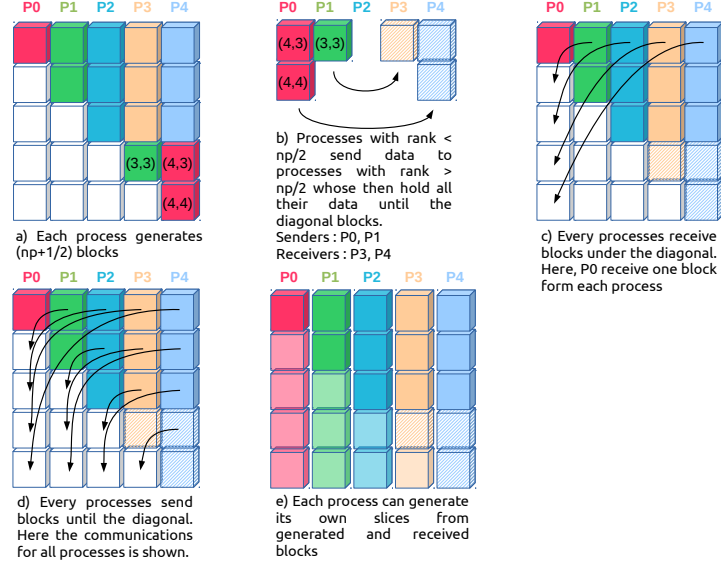 P0 P1 P2 P3 P4
(3,3) (4,3)
(4,4)
a) Each process generates
(np+1/2) blocks
P0 P1 P2 P3 P4
(4,3) (3,3)
(4,4)
b) Processes with rank <
np/2 send data to
processes with rank >
np/2 whose then hold all
their data until the
diagonal blocks.
Senders : P0, P1
Receivers : P3, P4
P0 P1 P2 P3 P4
c) Every processes receive
blocks under the diagonal.
Here, P0 receive one block
form each process
P0 P1 P2 P3 P4
d) Every processes send
blocks until the diagonal.
Here the communications
for all processes is shown.
P0 P1 P2 P3 P4
e) Each process can generate
its own slices from
generated and received
blocks